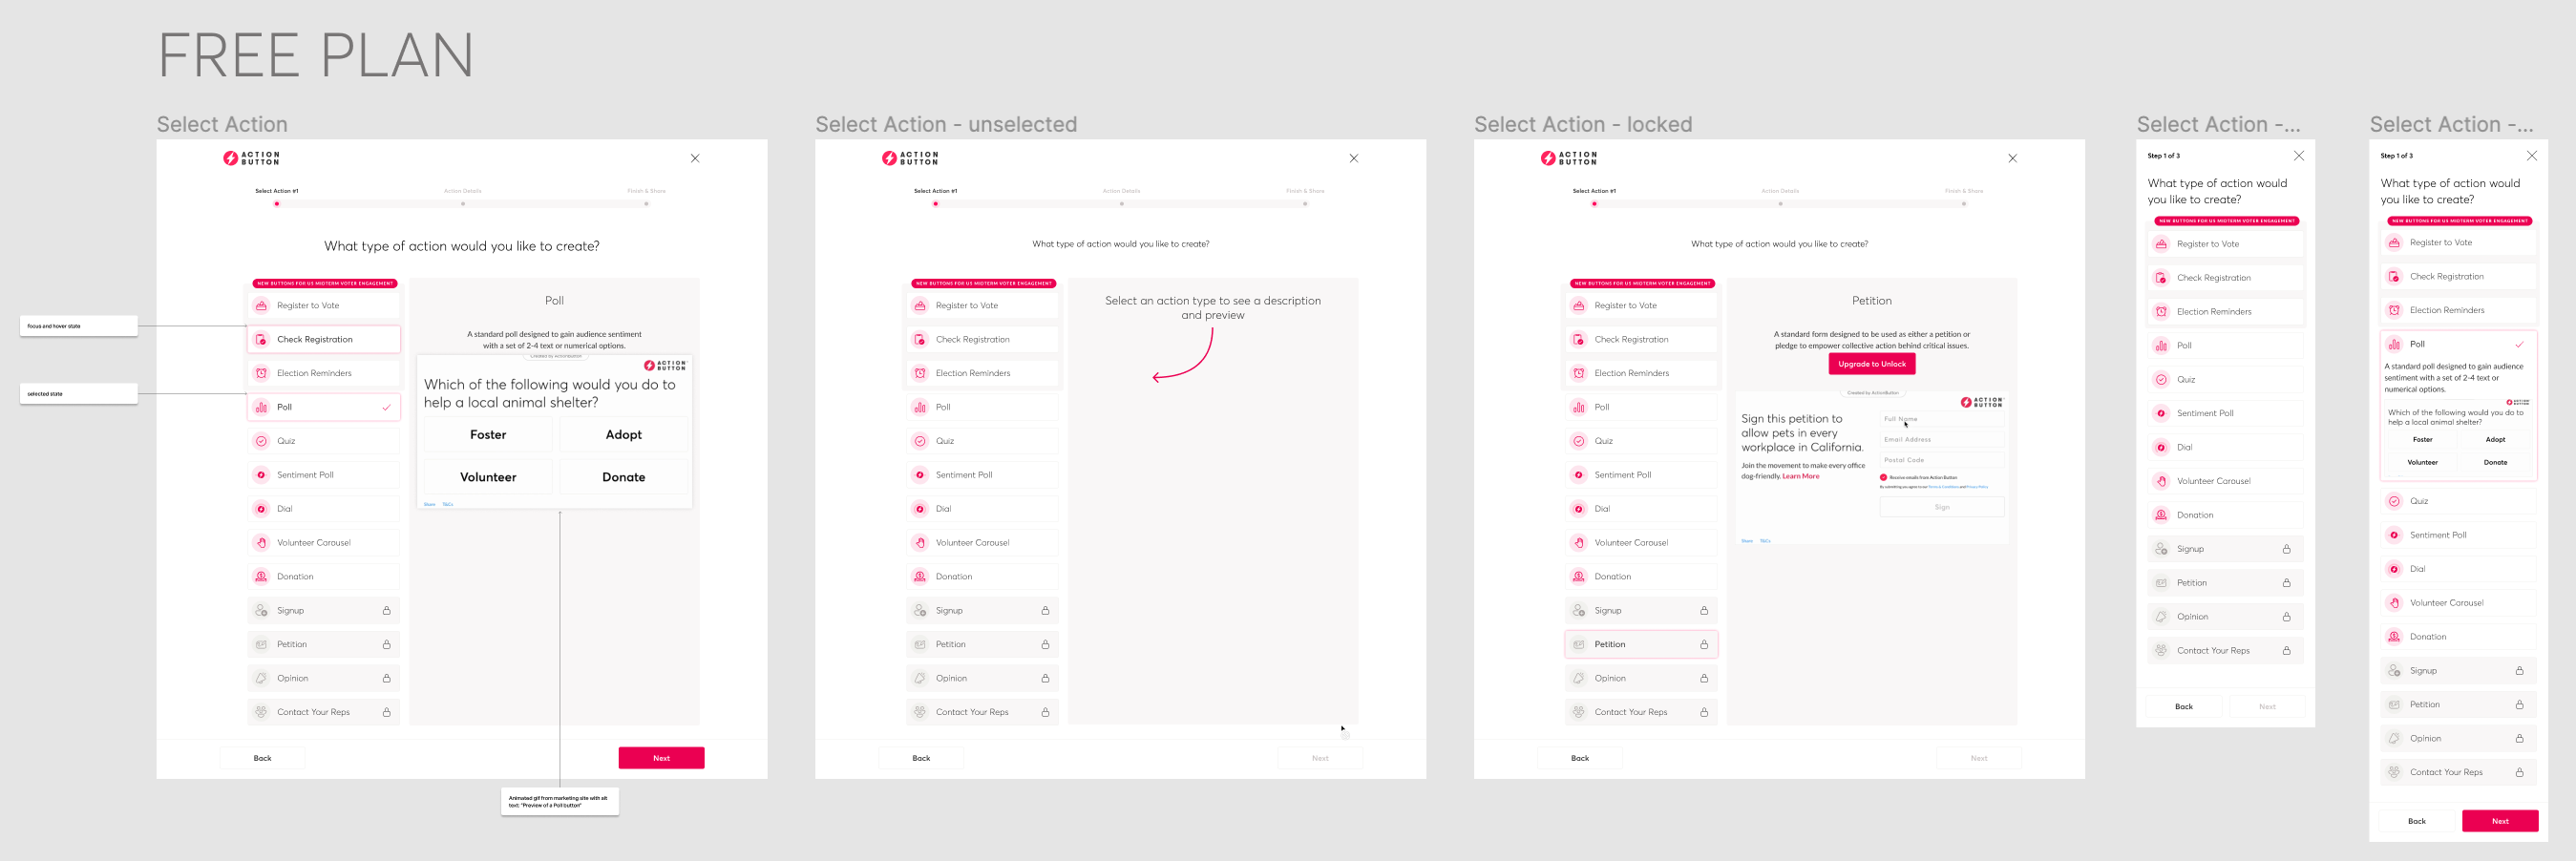 FREE PLAN
Select Action
ACTION
BUTTON
Select Action #1
Action Details
Finish & Share
What type of action would you like to create?
NEW BUTTONS FOR US MIDTERM VOTER ENGAGEMENT
Register to Vote
Check Registration
Election Reminders
Poll
Quiz
Sentiment Poll
Dial
Volunteer Carousel
Donation
Signup
Petition
Opinion
Contact Your Reps
focus and hover state
selected state
Poll
A standard poll designed to gain audience sentiment
with a set of 2-4 text or numerical options.
Created by ActionButton
ACTION
BUTTON
Which of the following would you do to
help a local animal shelter?
Foster
Adopt
Volunteer
Donate
Share
T&Cs
Back
Next
Animated gif from marketing site with alt
text: "Preview of a Poll button"
Select Action - unselected
ACTION
BUTTON
Select Action #1
Action Details
Finish & Share
What type of action would you like to create?
NEW BUTTONS FOR US MIDTERM VOTER ENGAGEMENT
Register to Vote
Check Registration
Election Reminders
Poll
Quiz
Sentiment Poll
Dial
Volunteer Carousel
Donation
Signup
Petition
Opinion
Contact Your Reps
Select an action type to see a description
and preview
Back
Next
Select Action - locked
ACTION
BUTTON
Select Action #1
Action Details
Finish & Share
What type of action would you like to create?
NEW BUTTONS FOR US MIDTERM VOTER ENGAGEMENT
Register to Vote
Check Registration
Election Reminders
Poll
Quiz
Sentiment Poll
Dial
Volunteer Carousel
Donation
Signup
Petition
Opinion
Contact Your Reps
Petition
A standard form designed to be used as either a petition or
pledge to empower collective action behind critical issues.
Upgrade to Unlock
Created by ActionButton
ACTION
BUTTON
Sign this petition to
allow pets in every
workplace in California.
Join the movement to make every office
dog-friendly. Learn More
Full Name
Email Address
Postal Code
Receive emails from Action Button
By submitting you agree to our Terms & Conditions and Privacy Policy
Sign
Share
T&Cs
Back
Next
Select Action -...
Step 1 of 3
What type of action would
you like to create?
NEW BUTTONS FOR US MIDTERM VOTER ENGAGEMENT
Register to Vote
Check Registration
Election Reminders
Poll
Quiz
Sentiment Poll
Dial
Volunteer Carousel
Donation
Signup
Petition
Opinion
Contact Your Reps
Back
Next
Select Action -...
Step 1 of 3
What type of action would
you like to create?
NEW BUTTONS FOR US MIDTERM VOTER ENGAGEMENT
Register to Vote
Check Registration
Election Reminders
Poll
A standard poll designed to gain audience
sentiment with a set of 2-4 text or
numerical options.
ACTION
BUTTON
Which of the following would you do to
help a local animal shelter?
Foster
Adopt
Volunteer
Donate
Quiz
Sentiment Poll
Dial
Volunteer Carousel
Donation
Signup
Petition
Opinion
Contact Your Reps
Back
Next